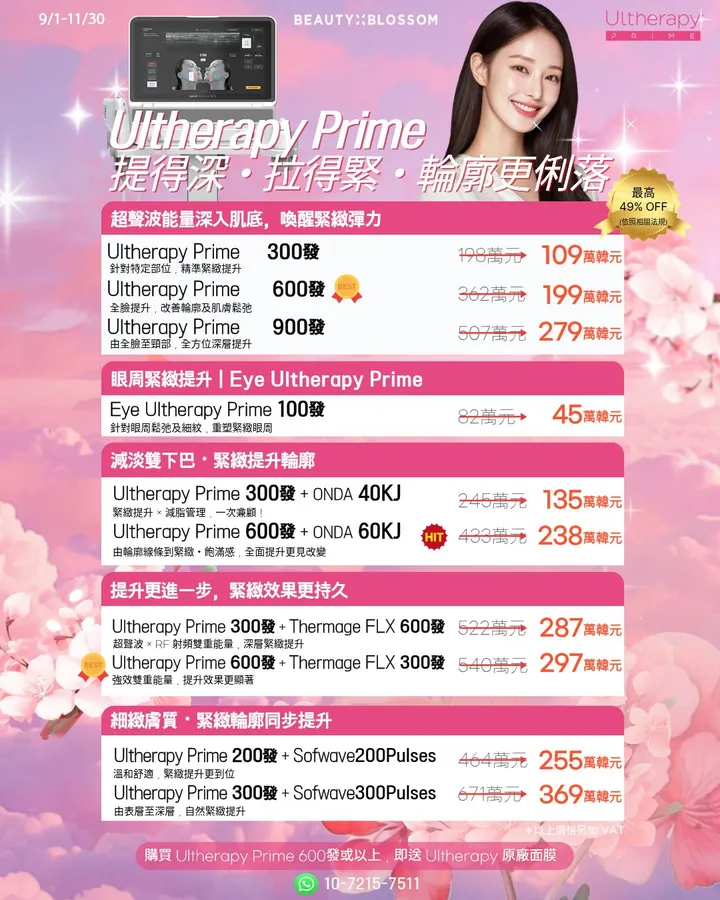 9/1-11/30
BEAUTY BLOSSOM
Ultherapy
PRIME
Ultherapy Prime
提得深・拉得緊・輪廓更俐落
最高
49% OFF
(依照相關法規)
超聲波能量深入肌底，喚醒緊緻彈力
Ultherapy Prime 300發 198萬元 109萬韓元
針對特定部位，精準緊緻提升
Ultherapy Prime 600發 BEST 362萬元 199萬韓元
全臉提升，改善輪廓及肌膚鬆弛
Ultherapy Prime 900發 507萬元 279萬韓元
由全臉至頸部，全方位深層提升
眼周緊緻提升 | Eye Ultherapy Prime
Eye Ultherapy Prime 100發 82萬元 45萬韓元
針對眼周鬆弛及細紋，重塑緊緻眼周
減淡雙下巴・緊緻提升輪廓
Ultherapy Prime 300發 + ONDA 40KJ 245萬元 135萬韓元
緊緻提升 × 減脂管理，一次兼顧！
Ultherapy Prime 600發 + ONDA 60KJ HIT 433萬元 238萬韓元
由輪廓線條到緊緻・飽滿感，全面提升更見改變
提升更進一步，緊緻效果更持久
Ultherapy Prime 300發 + Thermage FLX 600發 522萬元 287萬韓元
超聲波 × RF 射頻雙重能量，深層緊緻提升
BEST Ultherapy Prime 600發 + Thermage FLX 300發 540萬元 297萬韓元
強效雙重能量，提升效果更顯著
細緻膚質・緊緻輪廓同步提升
Ultherapy Prime 200發 + Sofwave200Pulses 464萬元 255萬韓元
溫和舒適，緊緻提升更到位
Ultherapy Prime 300發 + Sofwave300Pulses 671萬元 369萬韓元
由表層至深層，自然緊緻提升
*以上價格另加 VAT
購買 Ultherapy Prime 600發或以上，即送 Ultherapy 原廠面膜
10-7215-7511